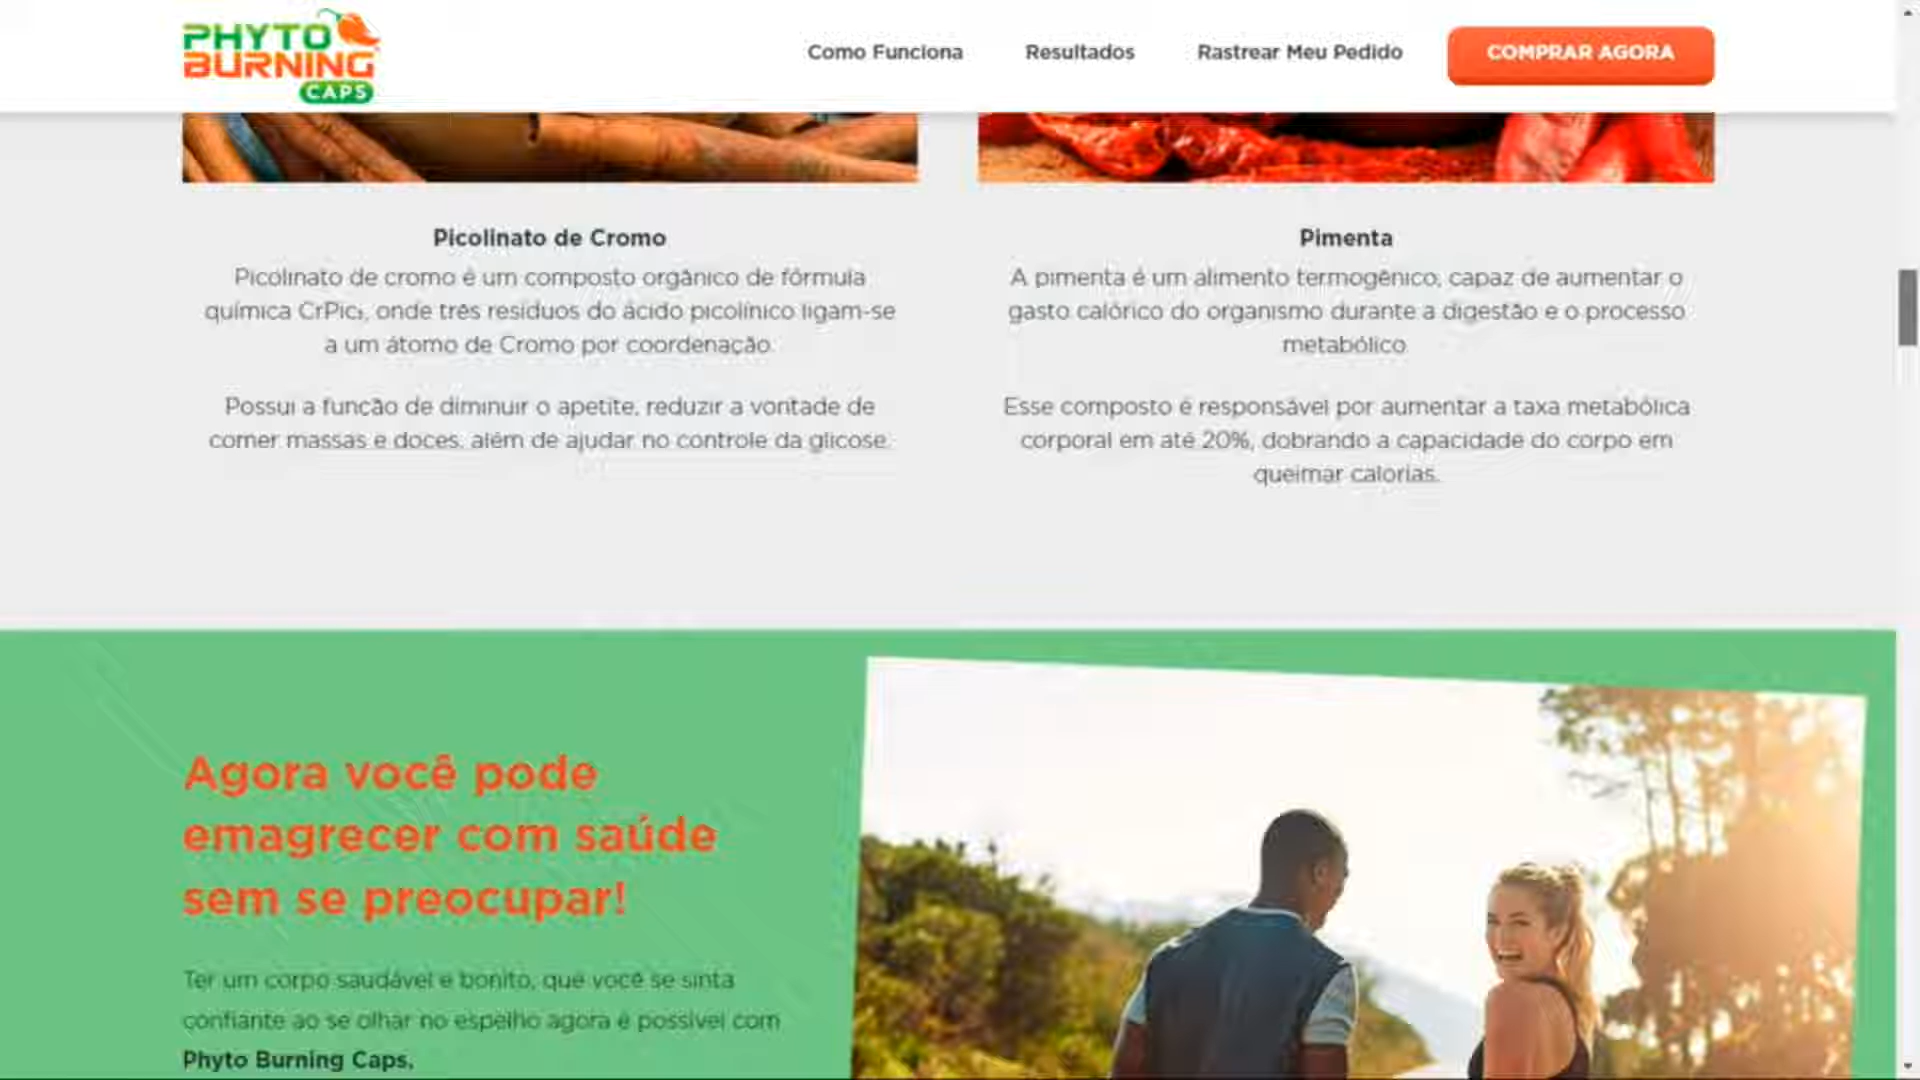 PHYTO
BURNING
CAPS
Como Funciona
Resultados
Rastrear Meu Pedido
COMPRAR AGORA
Picolinato de Cromo
Picolinato de cromo é um composto orgânico de fórmula
química CrPic₃, onde três resíduos do ácido picolínico ligam-se
a um átomo de Cromo por coordenação.
Possui a função de diminuir o apetite, reduzir a vontade de
comer massas e doces, além de ajudar no controle da glicose.
Pimenta
A pimenta é um alimento termogênico, capaz de aumentar o
gasto calórico do organismo durante a digestão e o processo
metabólico.
Esse composto é responsável por aumentar a taxa metabólica
corporal em até 20%, dobrando a capacidade do corpo em
queimar calorias.
Agora você pode
emagrecer com saúde
sem se preocupar!
Ter um corpo saudável e bonito, que você se sinta
confiante ao se olhar no espelho agora é possível com
Phyto Burning Caps.